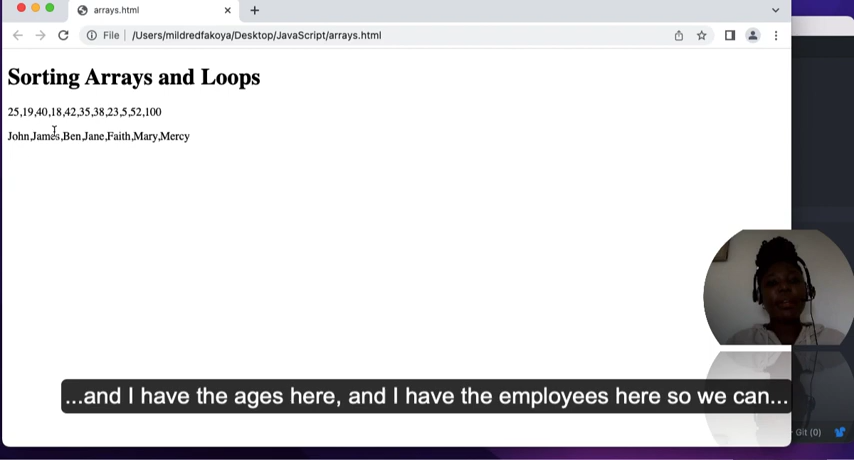 arrays.html
File | /Users/mildredfakoya/Desktop/JavaScript/arrays.html
Sorting Arrays and Loops
25,19,40,18,42,35,38,23,5,52,100
John,James,Ben,Jane,Faith,Mary,Mercy
...and I have the ages here, and I have the employees here so we can...
Git (0)